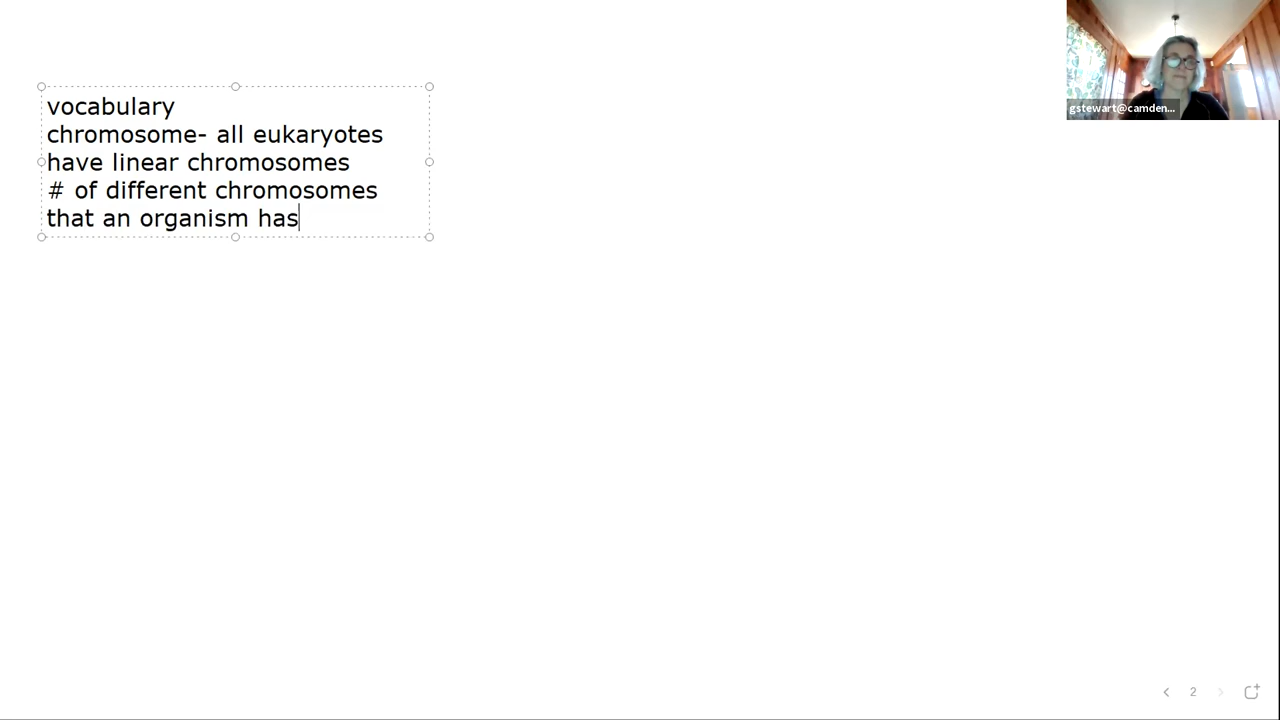 vocabulary
chromosome- all eukaryotes
have linear chromosomes
# of different chromosomes
that an organism has
gstewart@camden...
2